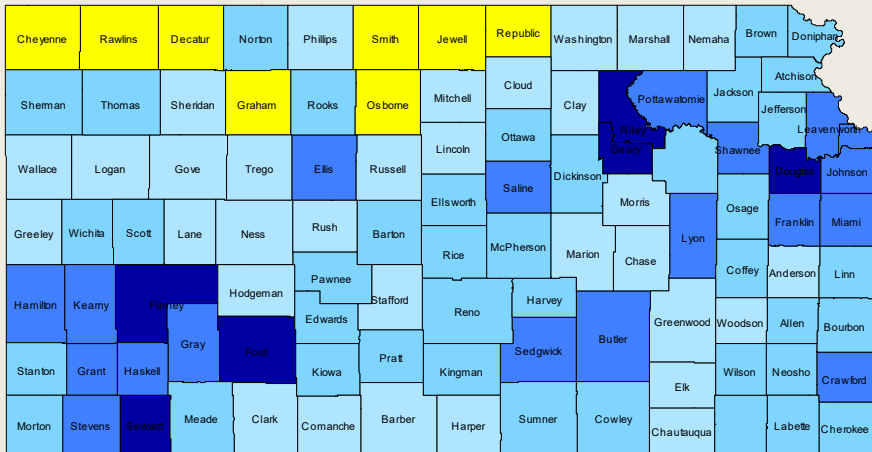 Cheyenne Rawlins Decatur Norton Phillips Smith Jewell Republic Washington Marshall Nemaha Brown Doniphan
Sherman Thomas Sheridan Graham Rooks Osborne Mitchell Cloud Clay Riley Pottawatomie Jackson Atchison
Jefferson Leavenworth
Wallace Logan Gove Trego Ellis Russell Lincoln Ottawa Saline Dickinson Geary Shawnee Douglas Johnson
Greeley Wichita Scott Lane Ness Rush Barton Ellsworth Rice McPherson Marion Morris Chase Lyon Osage Franklin Miami
Hamilton Kearny Finney Hodgeman Pawnee Stafford Reno Harvey Coffey Anderson Linn
Gray Ford Edwards Sedgwick Butler Greenwood Woodson Allen Bourbon
Stanton Grant Haskell Kiowa Pratt Kingman Elk Wilson Neosho Crawford
Morton Stevens Seward Meade Clark Comanche Barber Harper Sumner Cowley Chautauqua Labette Cherokee